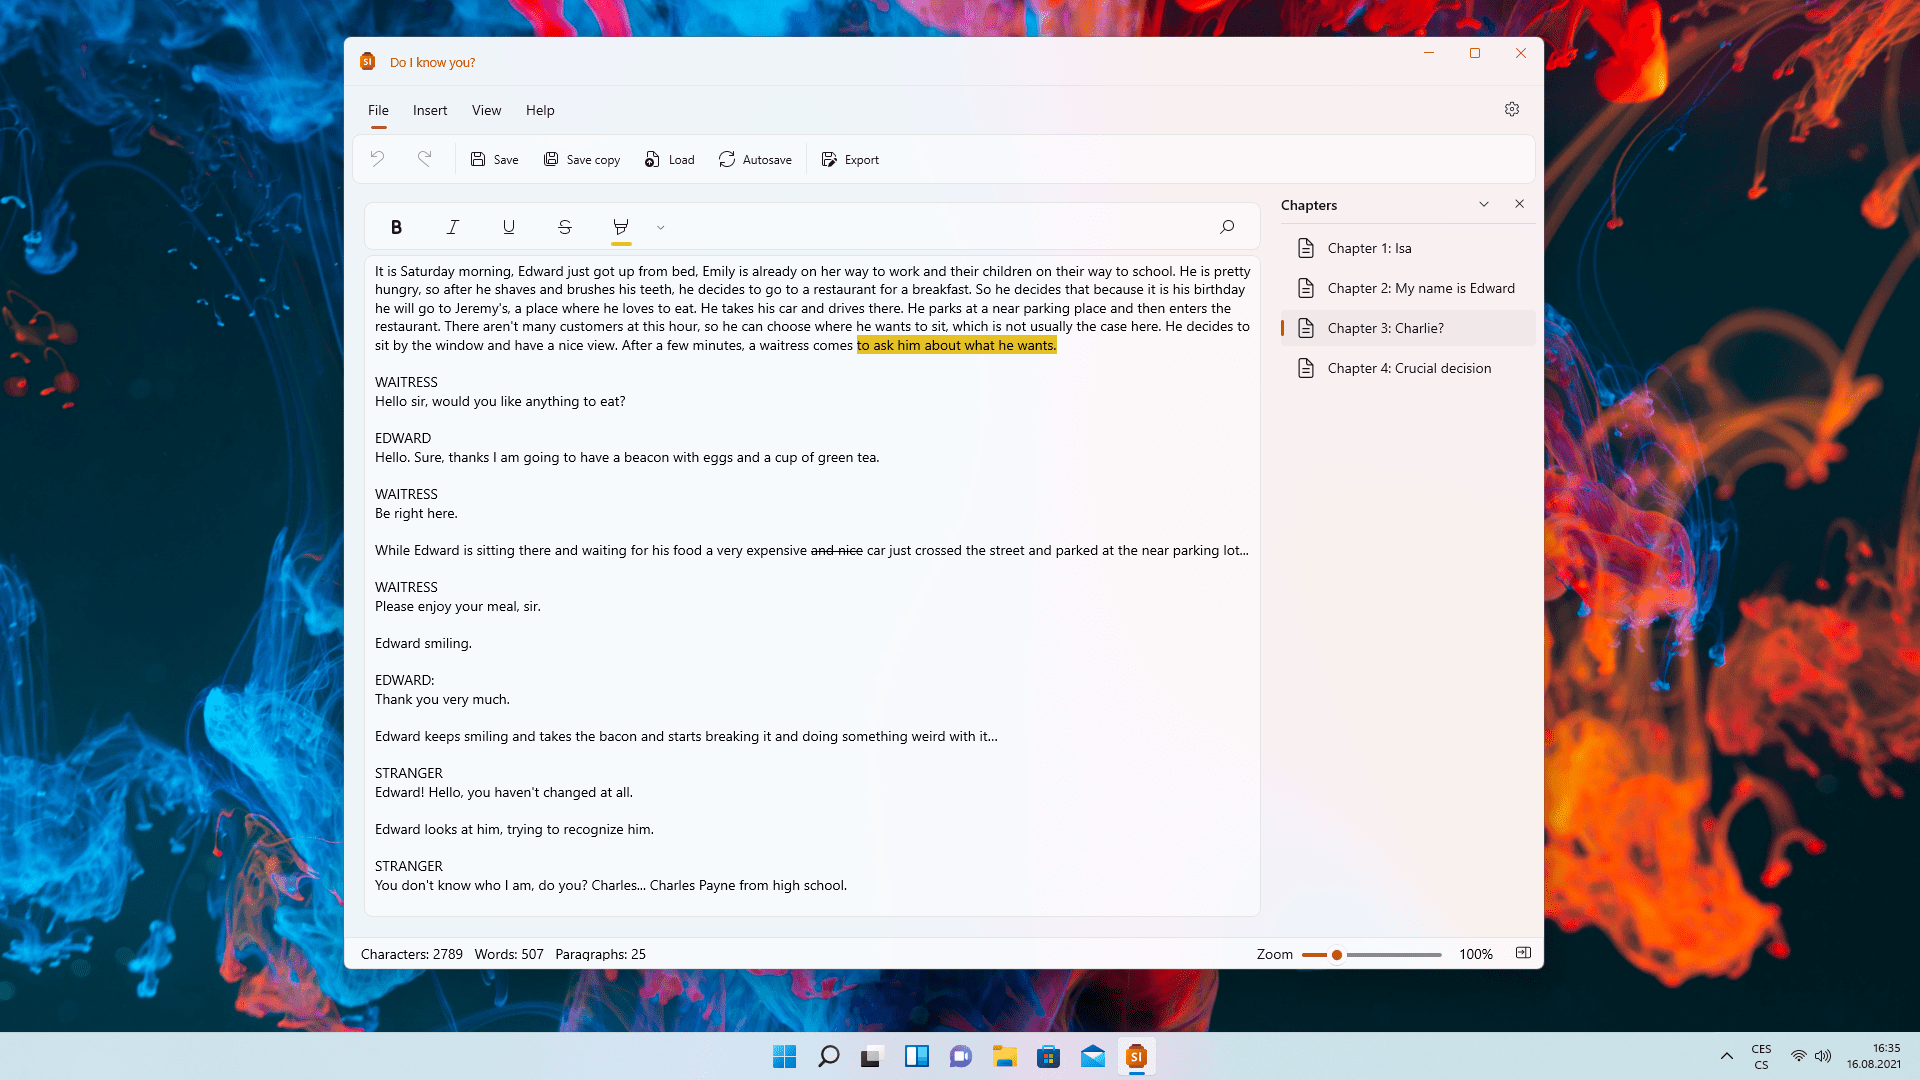 SI
Do I know you?
File Insert View Help
Save Save copy Load Autosave Export
B I U S
It is Saturday morning, Edward just got up from bed, Emily is already on her way to work and their children on their way to school. He is pretty
hungry, so after he shaves and brushes his teeth, he decides to go to a restaurant for a breakfast. So he decides that because it is his birthday
he will go to Jeremy's, a place where he loves to eat. He takes his car and drives there. He parks at a near parking place and then enters the
restaurant. There aren't many customers at this hour, so he can choose where he wants to sit, which is not usually the case here. He decides to
sit by the window and have a nice view. After a few minutes, a waitress comes to ask him about what he wants.
WAITRESS
Hello sir, would you like anything to eat?
EDWARD
Hello. Sure, thanks I am going to have a beacon with eggs and a cup of green tea.
WAITRESS
Be right here.
While Edward is sitting there and waiting for his food a very expensive and nice car just crossed the street and parked at the near parking lot...
WAITRESS
Please enjoy your meal, sir.
Edward smiling.
EDWARD:
Thank you very much.
Edward keeps smiling and takes the bacon and starts breaking it and doing something weird with it...
STRANGER
Edward! Hello, you haven't changed at all.
Edward looks at him, trying to recognize him.
STRANGER
You don't know who I am, do you? Charles... Charles Payne from high school.
Chapters
Chapter 1: Isa
Chapter 2: My name is Edward
Chapter 3: Charlie?
Chapter 4: Crucial decision
Characters: 2789 Words: 507 Paragraphs: 25
Zoom 100%
SI
CES
CS
16:35
16.08.2021